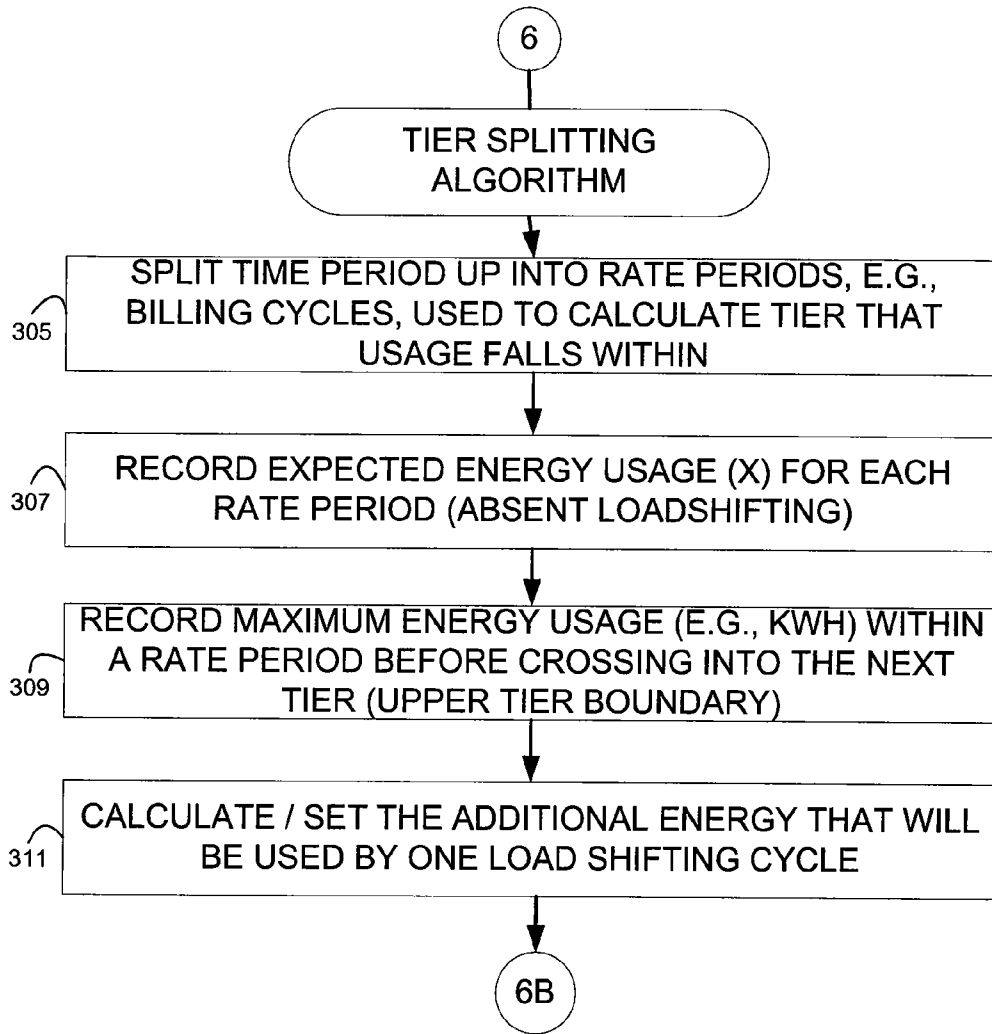 6
TIER SPLITTING
ALGORITHM
SPLIT TIME PERIOD UP INTO RATE PERIODS, E.G.,
BILLING CYCLES, USED TO CALCULATE TIER THAT
USAGE FALLS WITHIN
305
RECORD EXPECTED ENERGY USAGE (X) FOR EACH
RATE PERIOD (ABSENT LOADSHIFTING)
307
RECORD MAXIMUM ENERGY USAGE (E.G., KWH) WITHIN
A RATE PERIOD BEFORE CROSSING INTO THE NEXT
TIER (UPPER TIER BOUNDARY)
309
CALCULATE / SET THE ADDITIONAL ENERGY THAT WILL
BE USED BY ONE LOAD SHIFTING CYCLE
311
6B